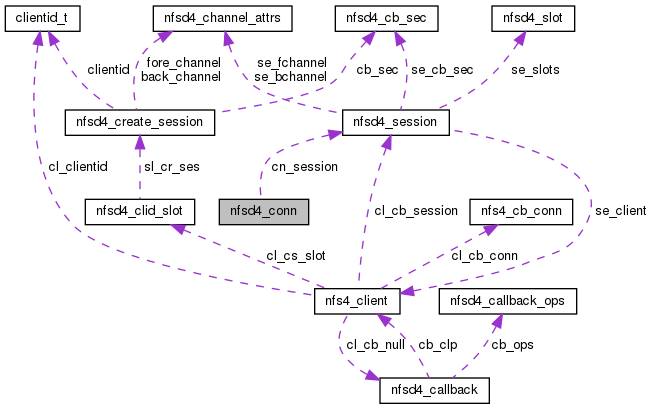 clientid_t
nfsd4_channel_attrs
nfsd4_cb_sec
nfsd4_slot
clientid
fore_channel
back_channel
se_fchannel
se_bchannel
cb_sec
se_cb_sec
se_slots
nfsd4_create_session
nfsd4_session
cl_clientid
sl_cr_ses
cn_session
nfsd4_clid_slot
nfsd4_conn
cl_cb_session
nfs4_cb_conn
se_client
cl_cs_slot
cl_cb_conn
nfs4_client
nfsd4_callback_ops
cl_cb_null
cb_clp
cb_ops
nfsd4_callback